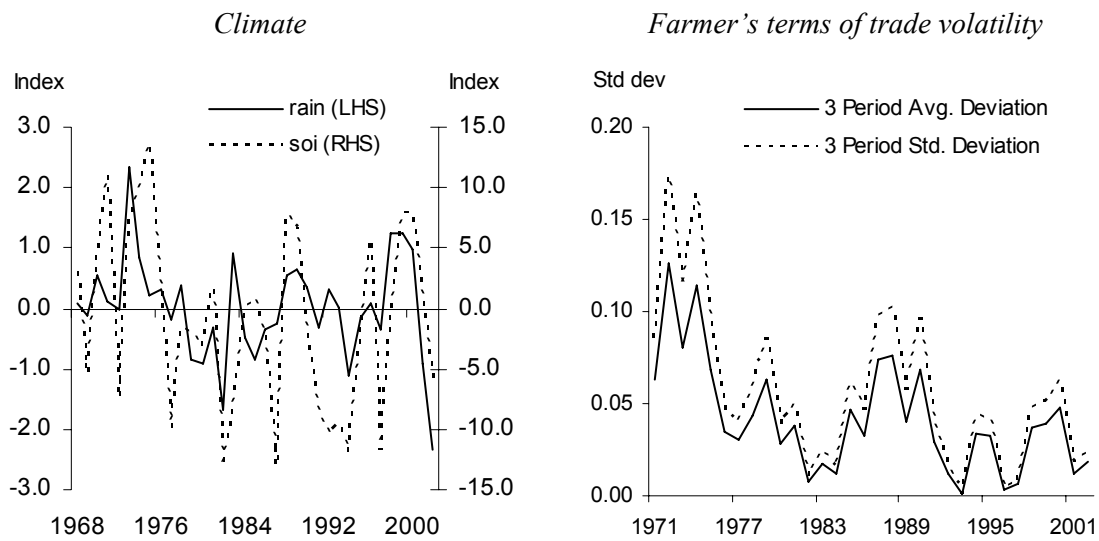 Climate
Index
Index
rain (LHS)
soi (RHS)
3.0
2.0
1.0
0.0
-1.0
-2.0
-3.0
15.0
10.0
5.0
0.0
-5.0
-10.0
-15.0
1968 1976 1984 1992 2000
Farmer's terms of trade volatility
Std dev
3 Period Avg. Deviation
3 Period Std. Deviation
0.20
0.15
0.10
0.05
0.00
1971 1977 1983 1989 1995 2001